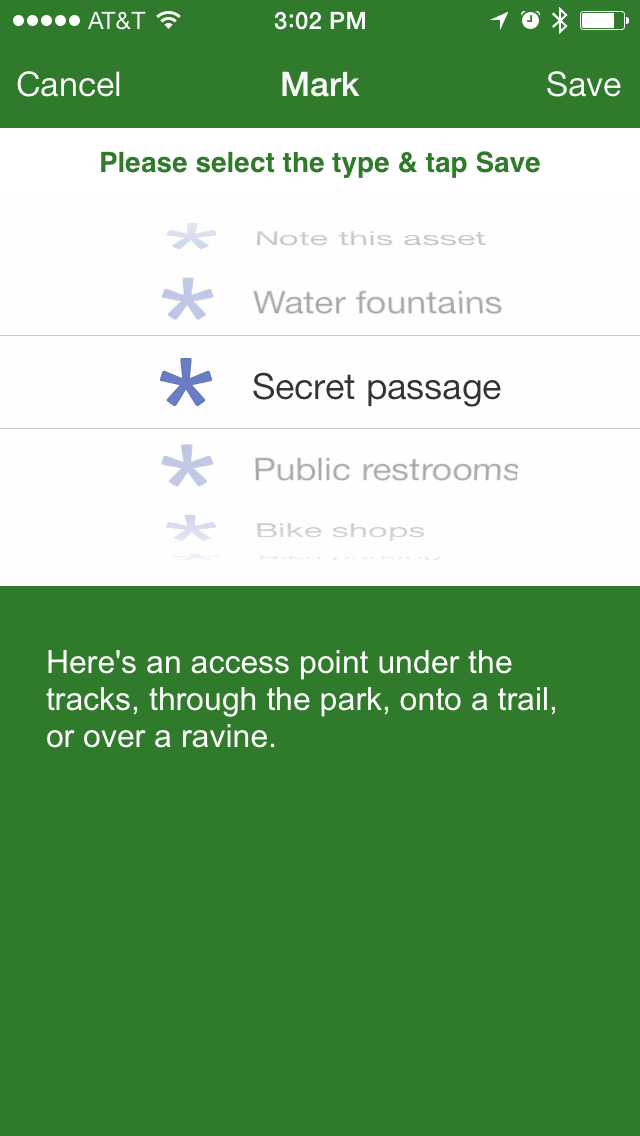 AT&T 3:02 PM
Cancel Mark Save
Please select the type & tap Save
Note this asset
Water fountains
Secret passage
Public restrooms
Bike shops
Here's an access point under the
tracks, through the park, onto a trail,
or over a ravine.